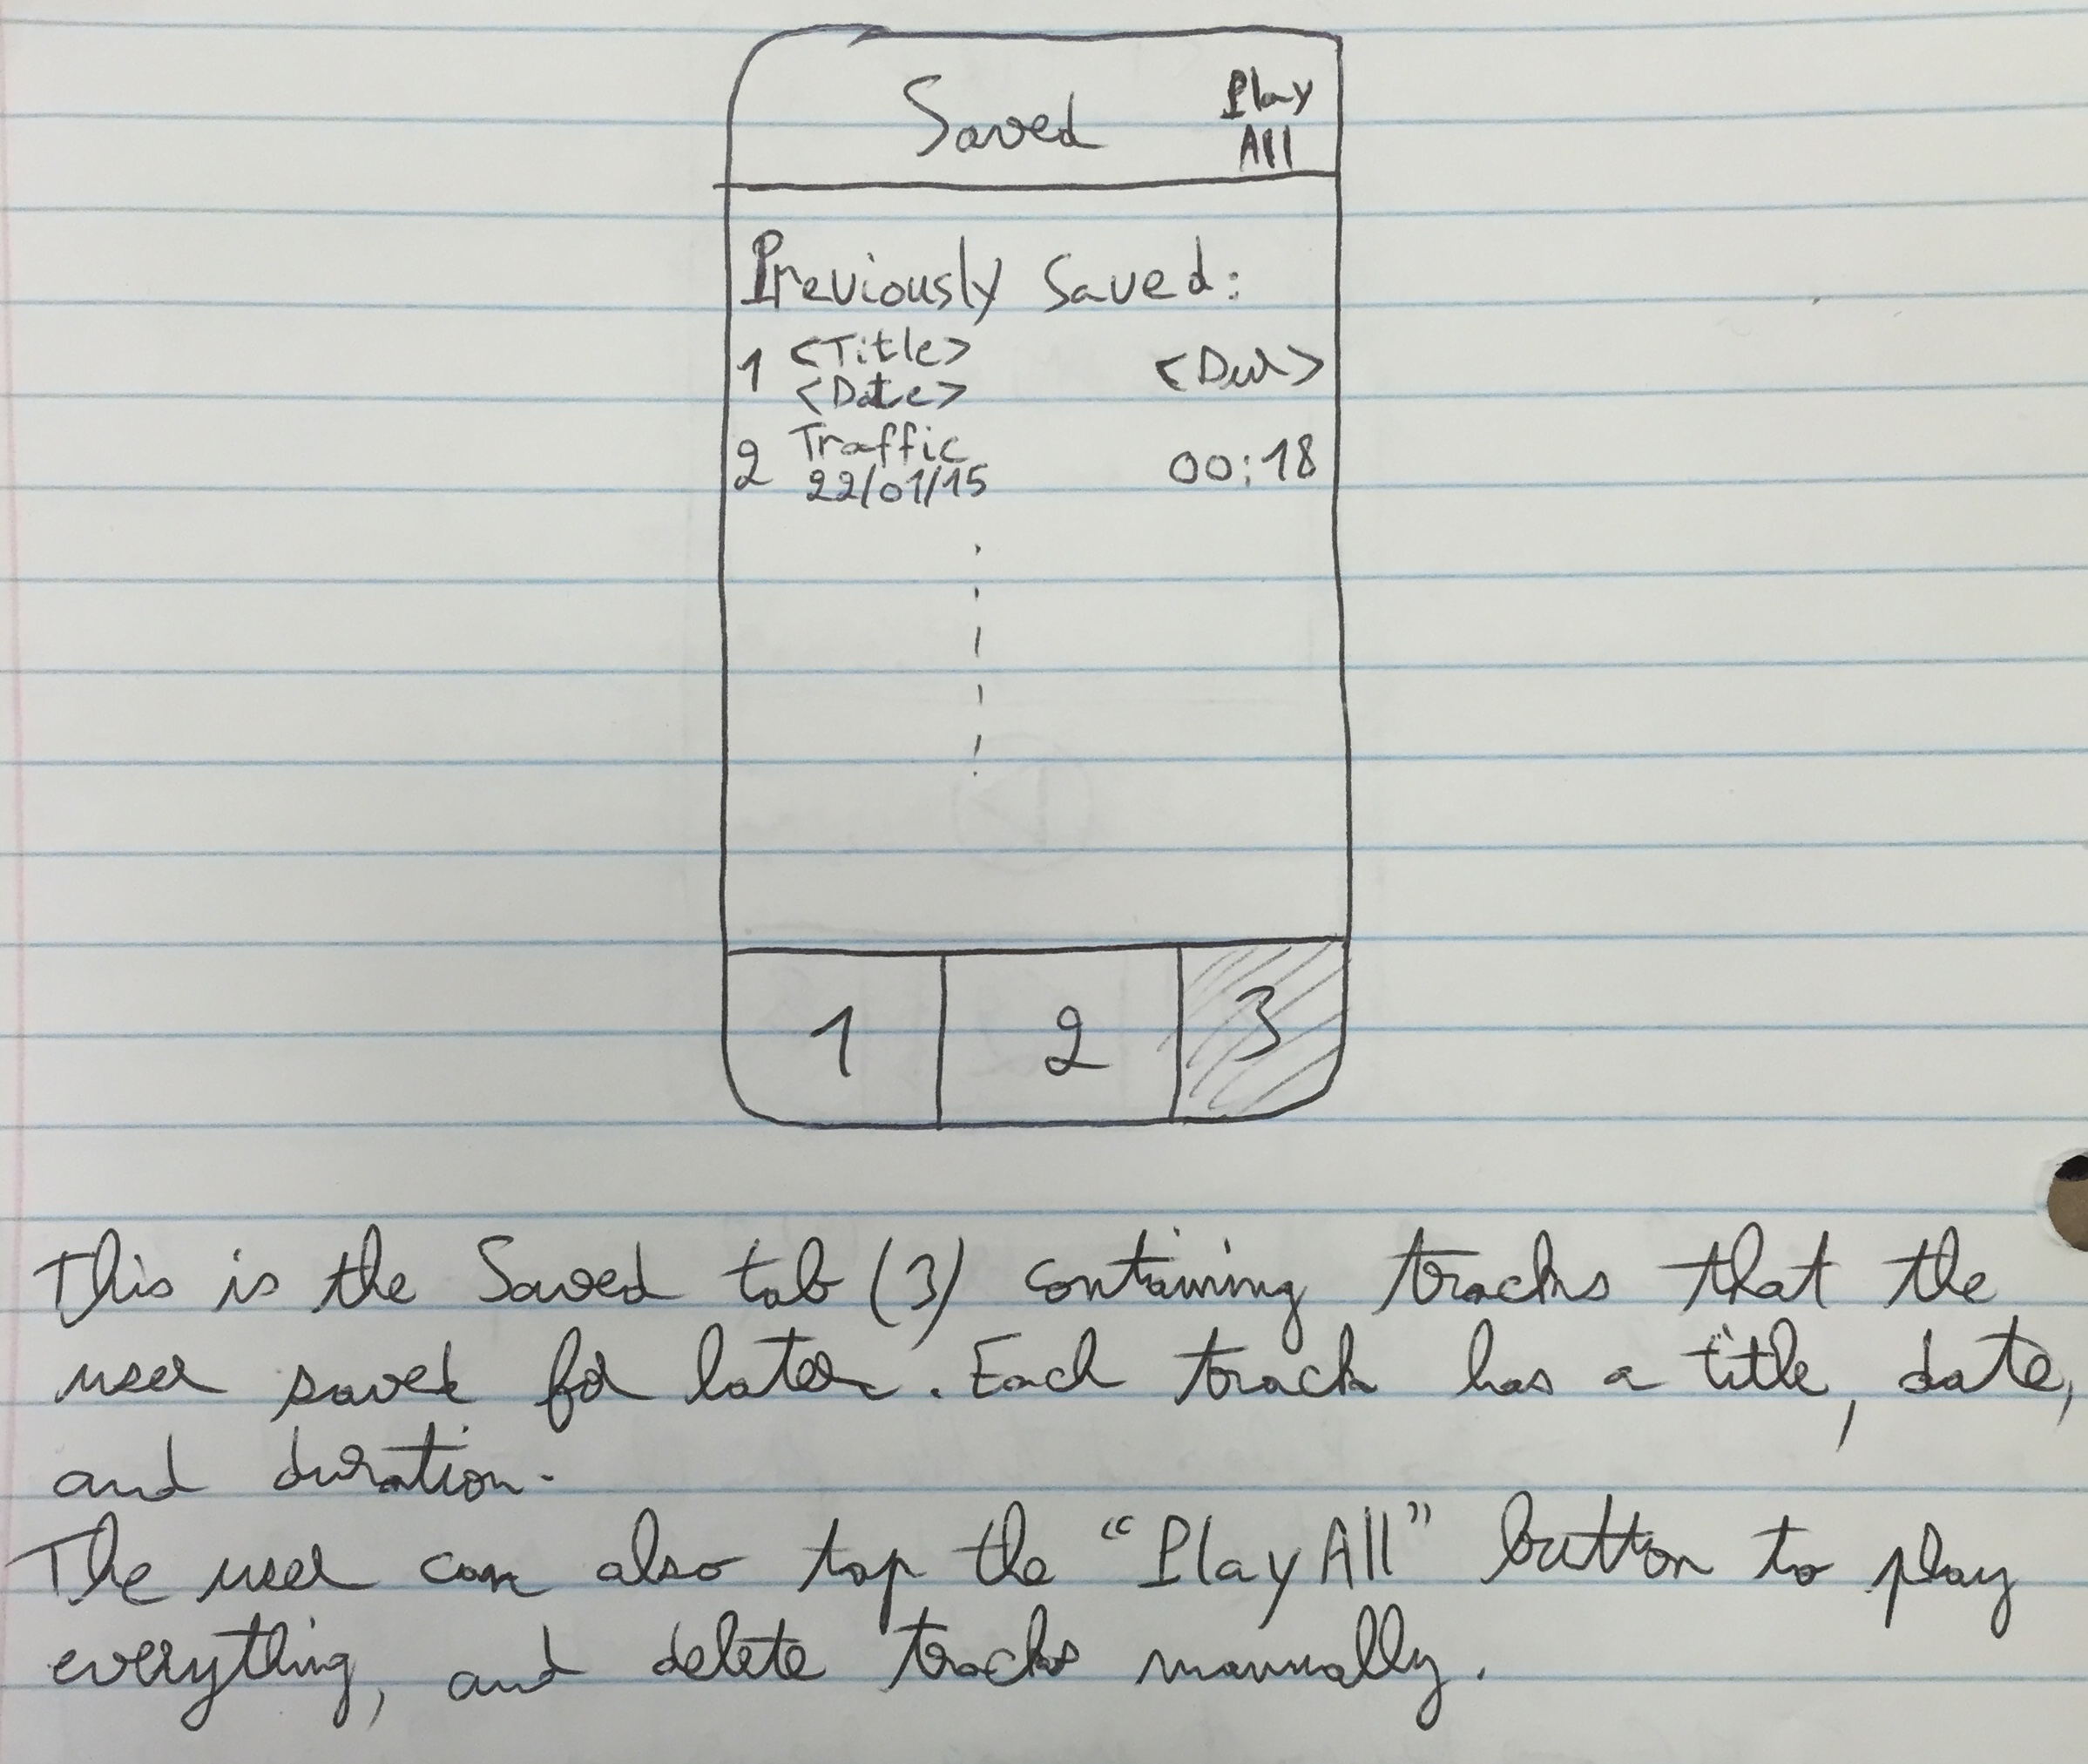 Saved
Play
All
Previously Saved:
1 <Title> <Dur>
<Date>
2 Traffic 00:18
22/01/15
1 2 3
This is the Saved tab (3) containing tracks that the
user saved for later. Each track has a title, date,
and duration.
The user can also tap the “Play All” button to play
everything, and delete tracks manually.